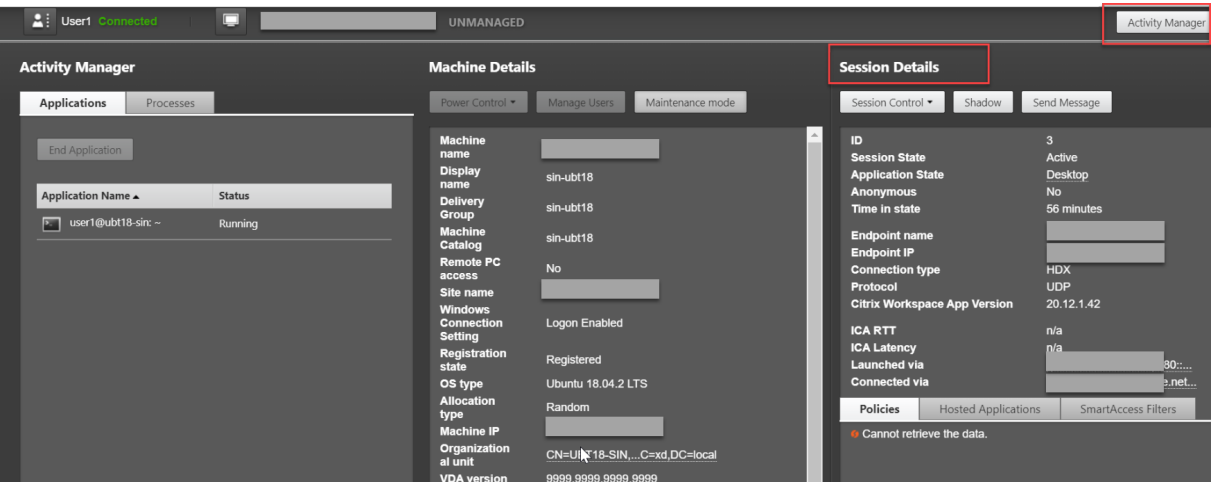 User1 Connected
UNMANAGED
Activity Manager
Activity Manager
Applications Processes
End Application
Application Name Status
user1@ubt18-sin: ~ Running
Machine Details
Power Control Manage Users Maintenance mode
Machine
name
Display
name
sin-ubt18
Delivery
Group
sin-ubt18
Machine
Catalog
sin-ubt18
Remote PC
access
No
Site name
Windows
Connection
Setting
Logon Enabled
Registration
state
Registered
OS type Ubuntu 18.04.2 LTS
Allocation
type
Random
Machine IP
Organization
al unit
CN=UBT18-SIN,...C=xd,DC=local
VDA version 9999.9999.9999.9999
Session Details
Session Control Shadow Send Message
ID 3
Session State Active
Application State Desktop
Anonymous No
Time in state 56 minutes
Endpoint name
Endpoint IP
Connection type HDX
Protocol UDP
Citrix Workspace App Version 20.12.1.42
ICA RTT n/a
ICA Latency n/a
Launched via 80::...
Connected via e.net...
Policies Hosted Applications SmartAccess Filters
Cannot retrieve the data.